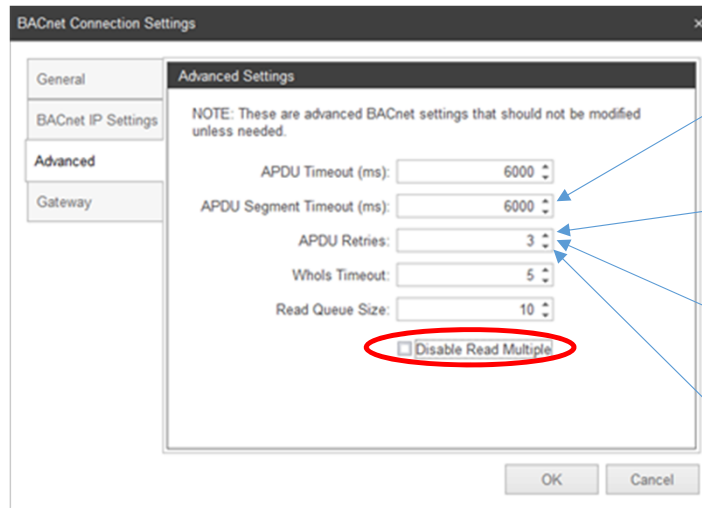 BACnet Connection Settings ×
General
BACnet IP Settings
Advanced
Gateway
Advanced Settings
NOTE: These are advanced BACnet settings that should not be modified
unless needed.
APDU Timeout (ms): 6000
APDU Segment Timeout (ms): 6000
APDU Retries: 3
WhoIs Timeout: 5
Read Queue Size: 10
Disable Read Multiple
OK Cancel